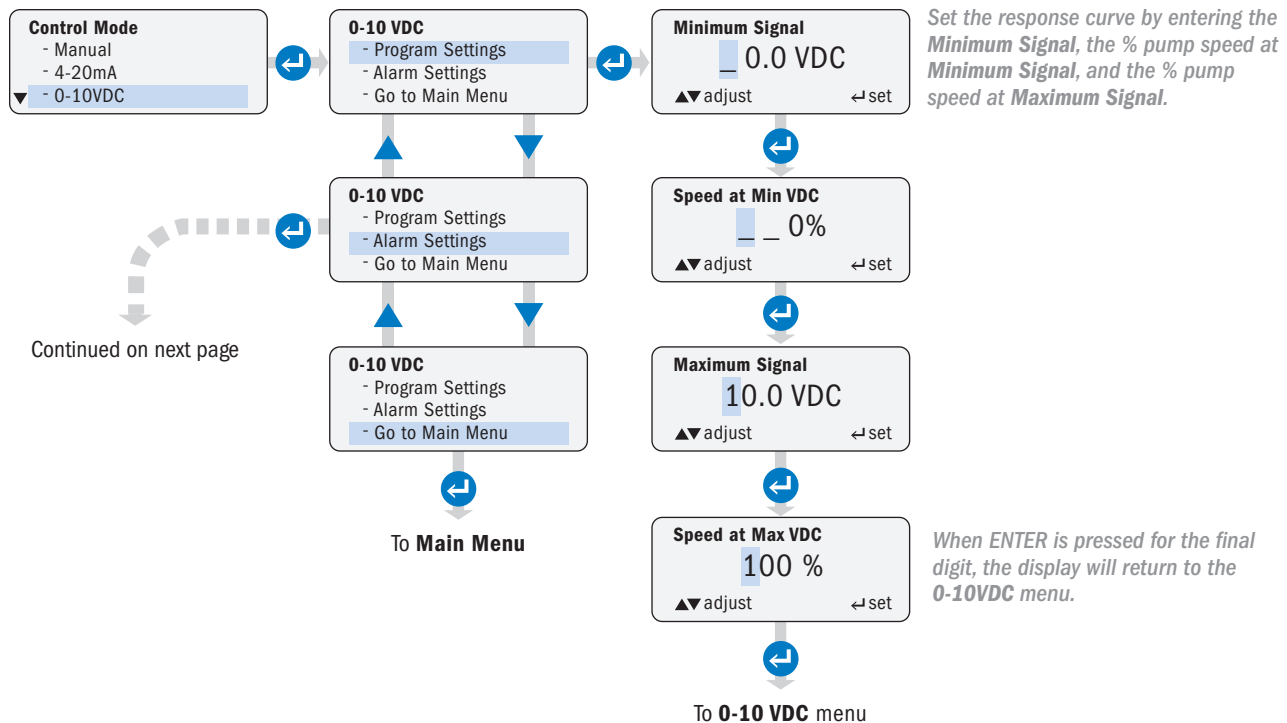 Control Mode
- Manual
- 4-20mA
▼ - 0-10VDC
0-10 VDC
- Program Settings
- Alarm Settings
- Go to Main Menu
Minimum Signal
_ 0.0 VDC
▲▼ adjust ↵ set
Set the response curve by entering the
Minimum Signal, the % pump speed at
Minimum Signal, and the % pump
speed at Maximum Signal.
0-10 VDC
- Program Settings
- Alarm Settings
- Go to Main Menu
Speed at Min VDC
_ _ 0%
▲▼ adjust ↵ set
Continued on next page
0-10 VDC
- Program Settings
- Alarm Settings
- Go to Main Menu
Maximum Signal
10.0 VDC
▲▼ adjust ↵ set
To Main Menu
Speed at Max VDC
100 %
▲▼ adjust ↵ set
When ENTER is pressed for the final
digit, the display will return to the
0-10VDC menu.
To 0-10 VDC menu